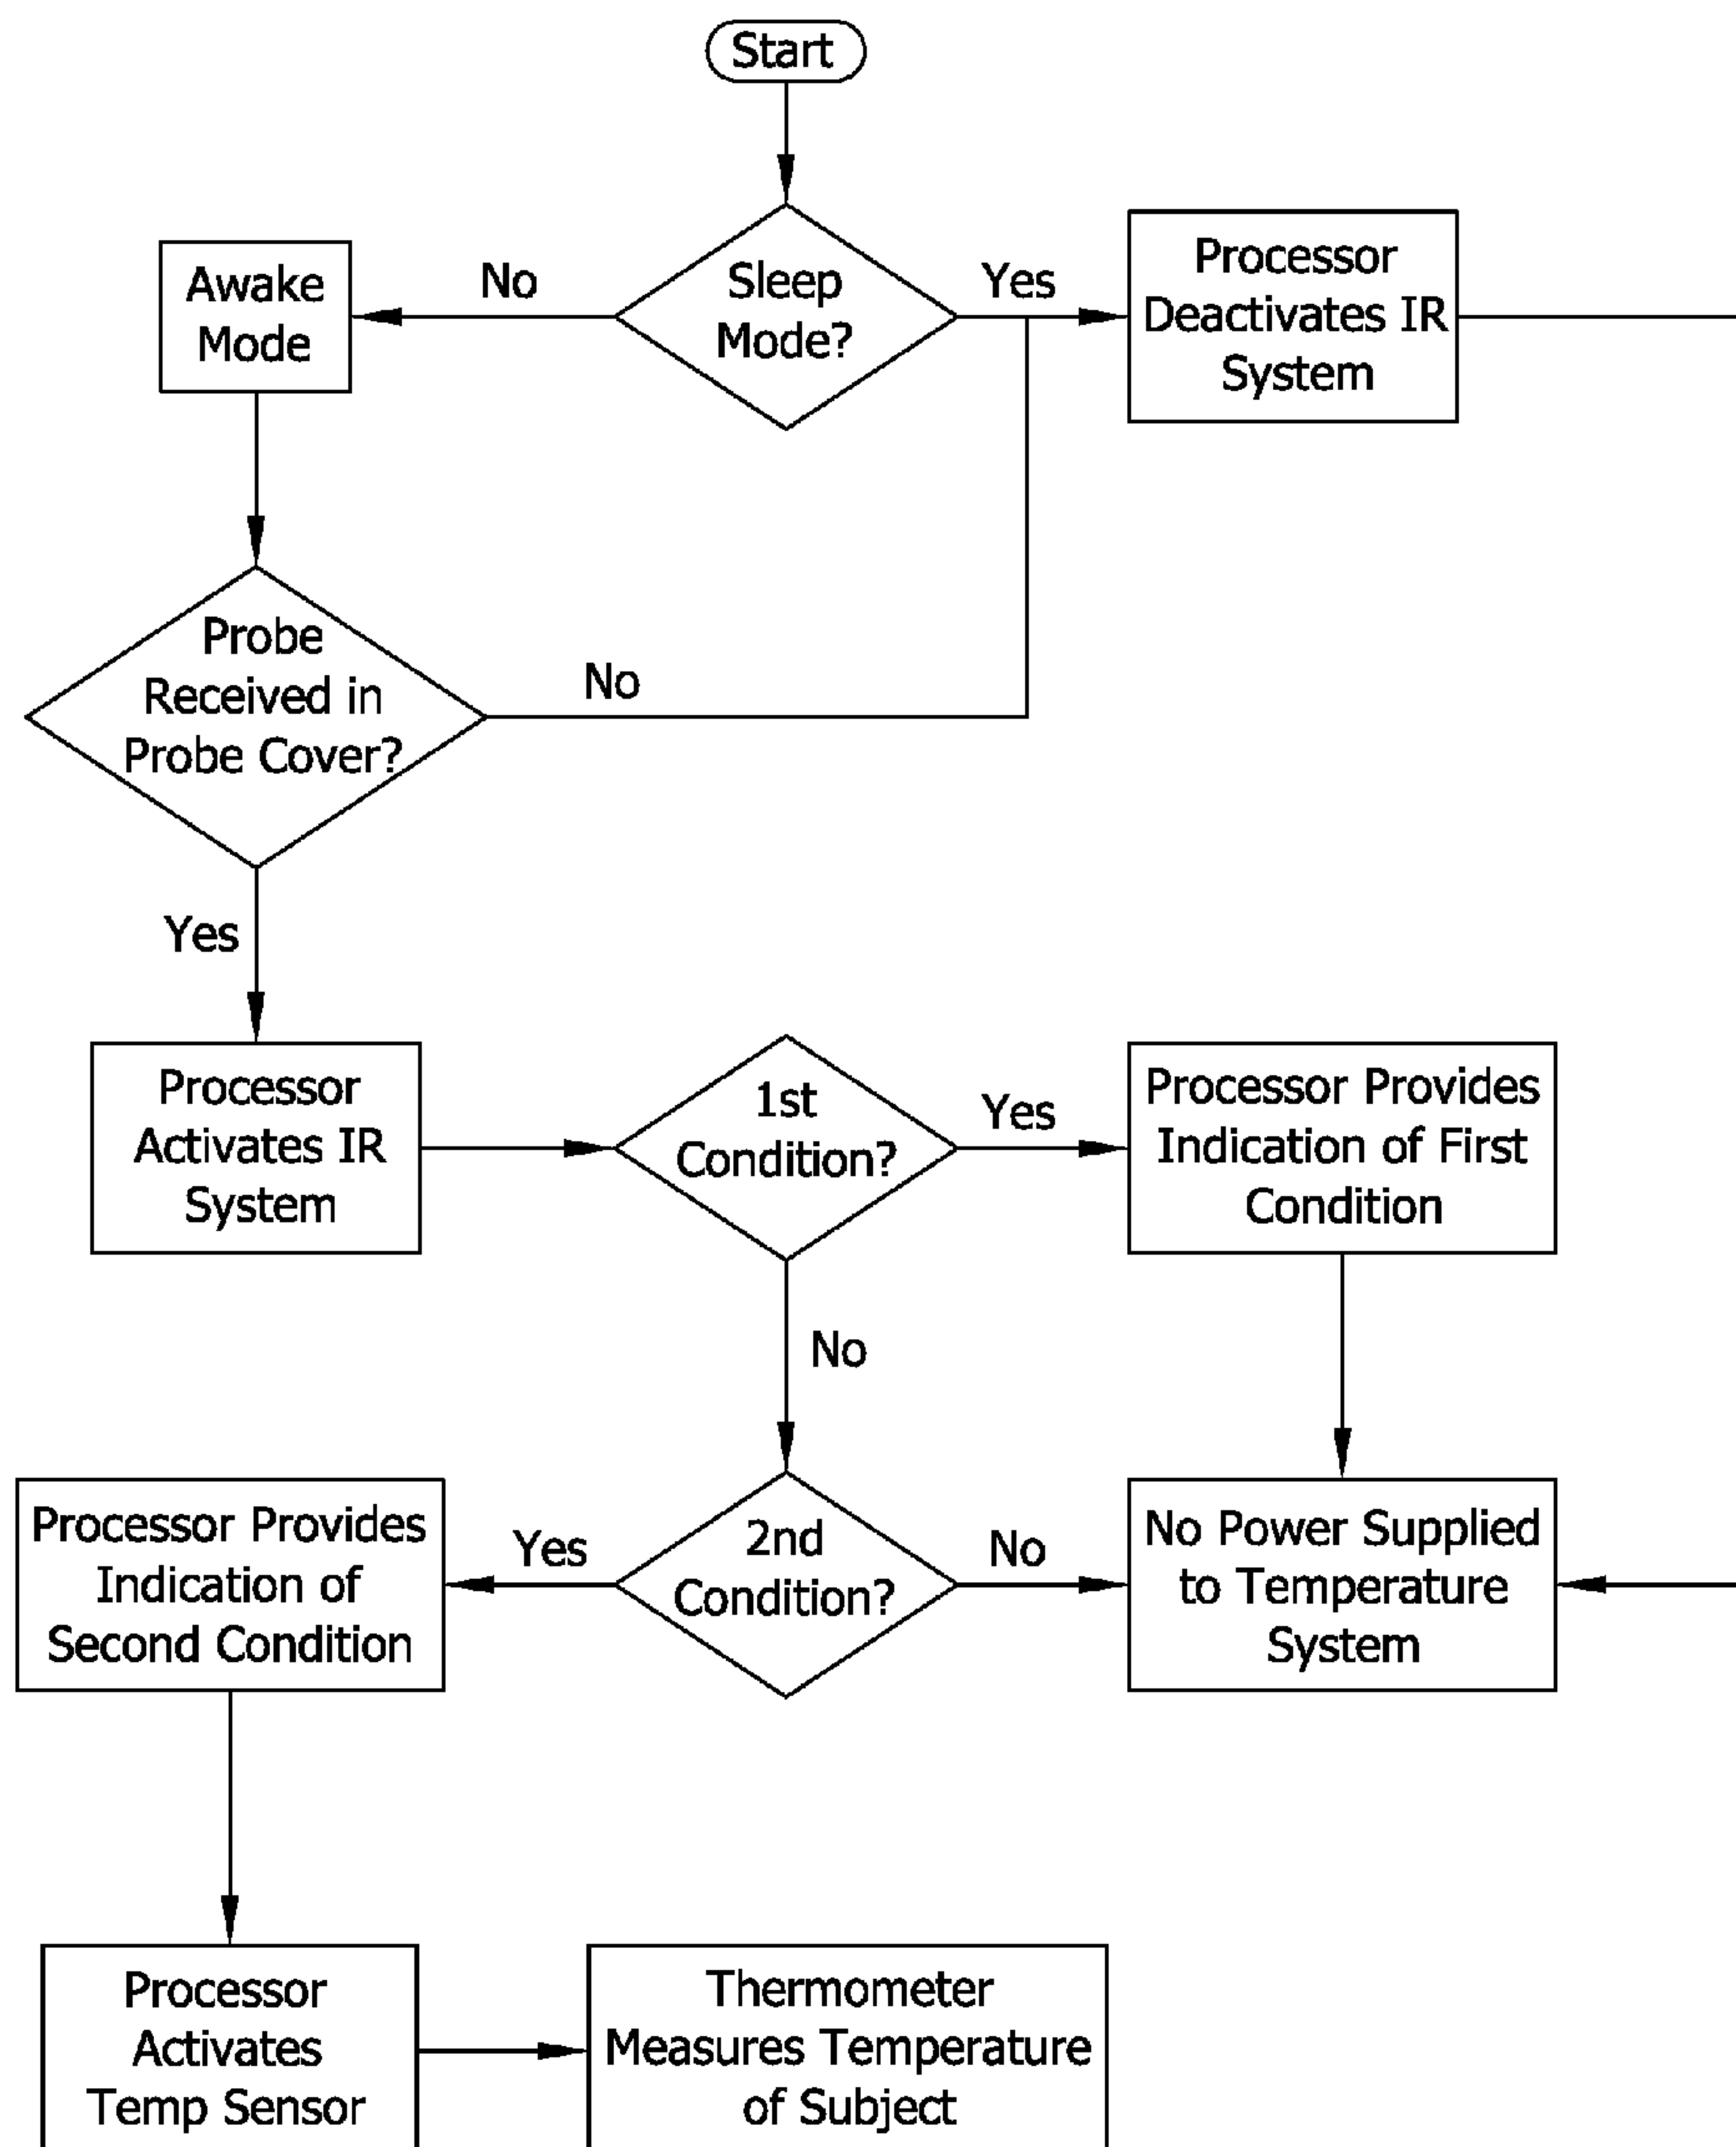 Start
Sleep
Mode?
No
Yes
Awake
Mode
Processor
Deactivates IR
System
Probe
Received in
Probe Cover?
No
Yes
Processor
Activates IR
System
1st
Condition?
Yes
Processor Provides
Indication of First
Condition
No
2nd
Condition?
Yes
No
Processor Provides
Indication of
Second Condition
No Power Supplied
to Temperature
System
Processor
Activates
Temp Sensor
Thermometer
Measures Temperature
of Subject